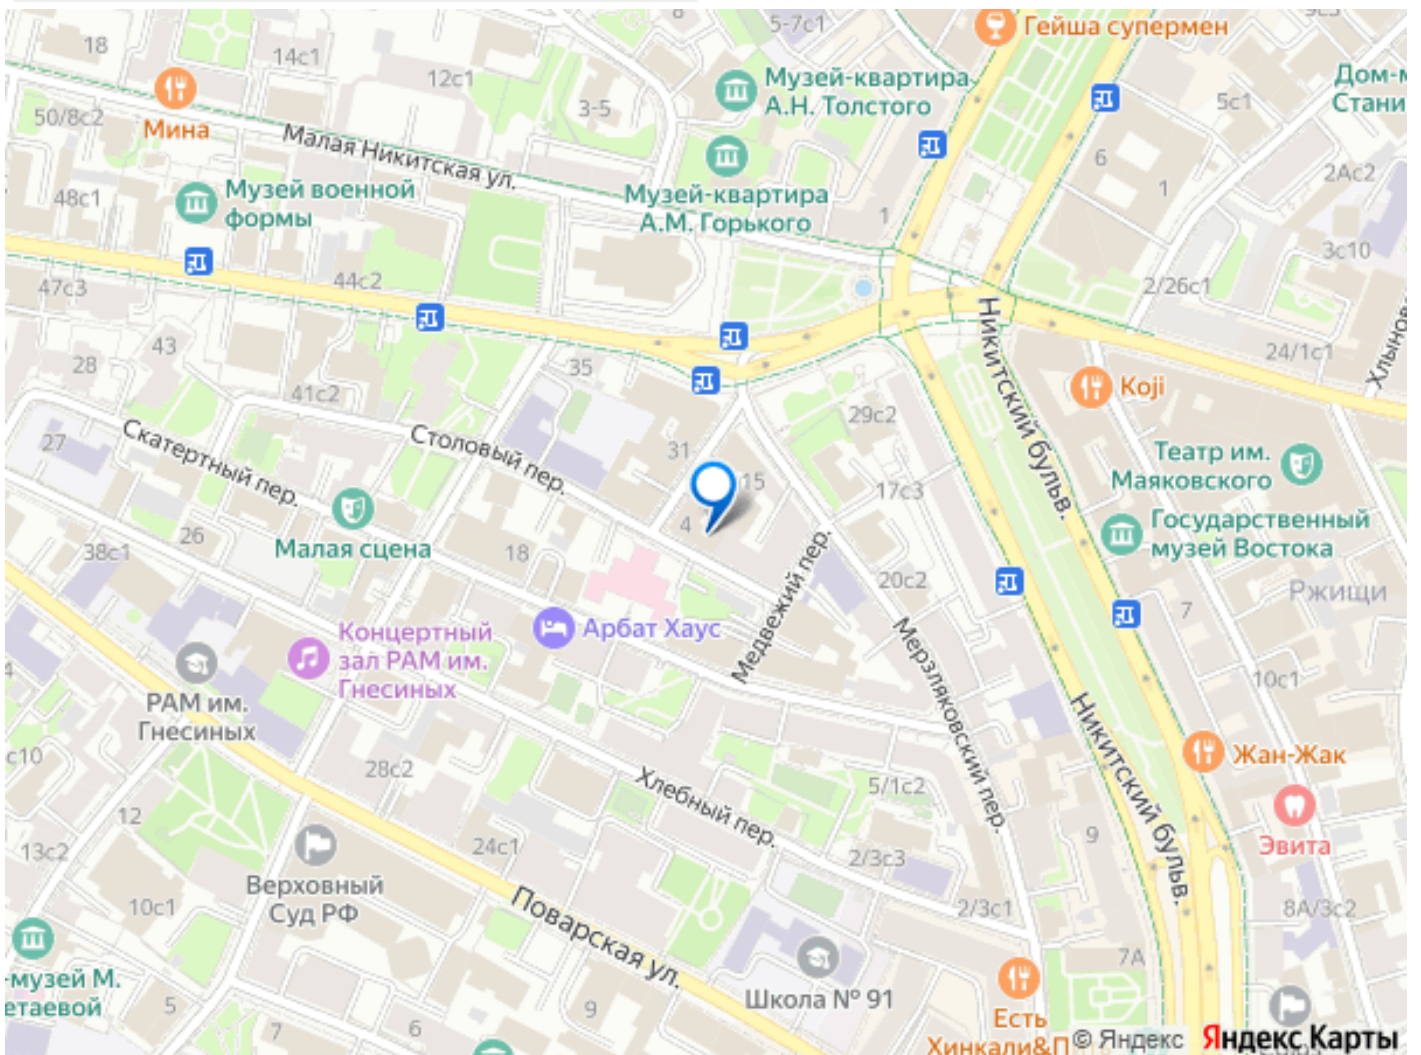 8
5-7с1
Гейша супермен
9с3
18
14с1
12с1
3-5
Музей-квартира
А.Н. Толстого
Дом-м
Стани
5с1
50/8с2
Мина
Малая Никитская ул.
6
1
2Ас2
48с1
Музей военной
формы
Музей-квартира
А.М. Горького
1
3с10
47с3
44с2
2/26с1
Никитский бульв.
24/1с1
Хлынов
28
43
35
41с2
Koji
29с2
27
Скатертный пер.
Столовый пер.
31
15
17с3
Театр им.
Маяковского
4
Государственный
музей Востока
26
38с1
Малая сцена
18
Медвежий пер.
20с2
Ржищи
7
Арбат Хаус
Мерзляковский пер.
Концертный
зал РАМ им.
Гнесиных
4
РАМ им.
Гнесиных
10с1
Никитский бульв.
с10
28с2
Жан-Жак
Хлебный пер.
5/1с2
12
13с2
24с1
9
Эвита
2/3с3
Верховный
Суд РФ
10с1
Поварская ул.
2/3с1
8А/3с2
7А
-музей М.
етаевой
5
7
6
9
Школа № 91
Есть
Хинкали&П
© Яндекс
Яндекс Карты